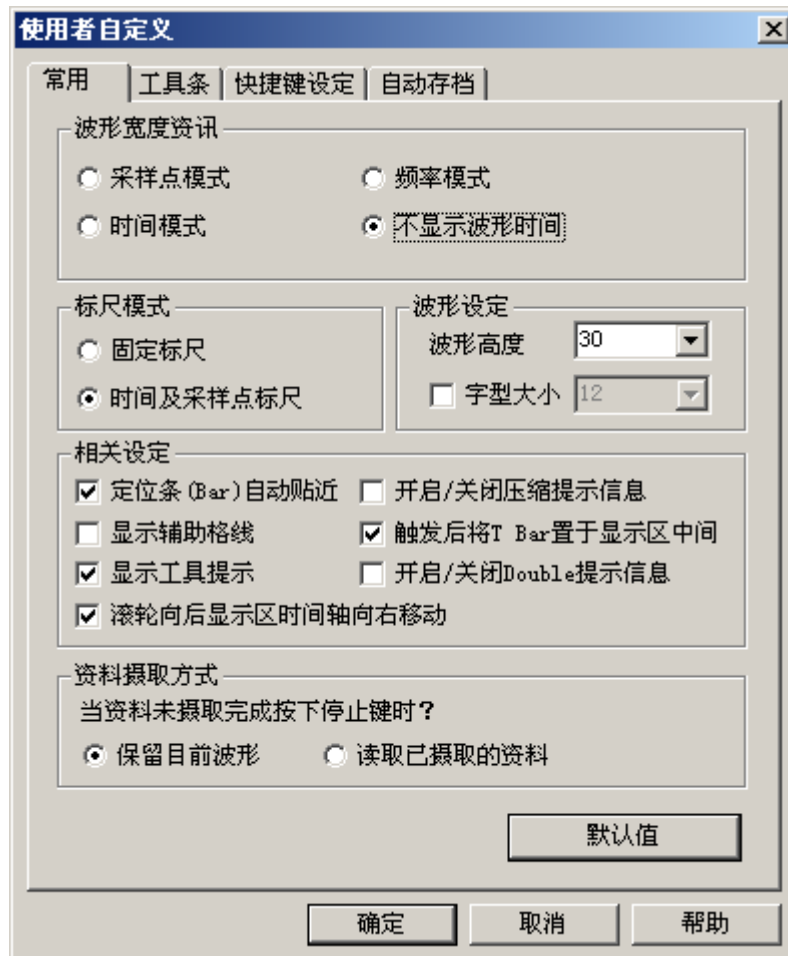 使用者自定义
常用 工具条 快捷键设定 自动存档
波形宽度资讯
采样点模式 频率模式
时间模式 不显示波形时间
标尺模式
固定标尺
时间及采样点标尺
波形设定
波形高度 30
字型大小 12
相关设定
定位条(Bar)自动贴近 开启/关闭压缩提示信息
显示辅助格线 触发后将T Bar置于显示区中间
显示工具提示 开启/关闭Double提示信息
滚轮向后显示区时间轴向右移动
资料摄取方式
当资料未摄取完成按下停止键时?
保留目前波形 读取已摄取的资料
默认值
确定 取消 帮助